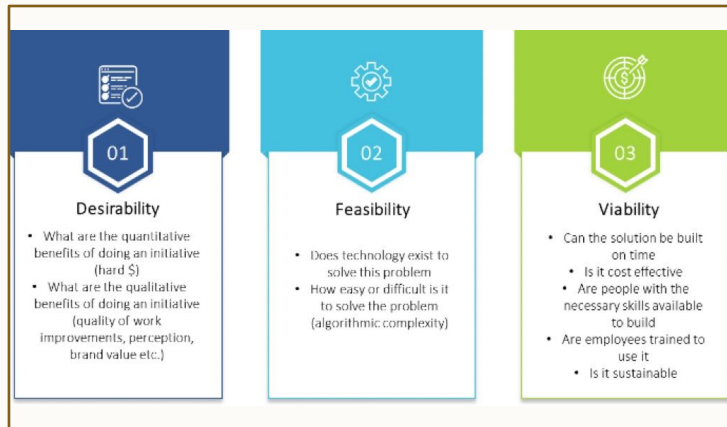 01
Desirability
• What are the quantitative
benefits of doing an initiative
(hard $)
• What are the qualitative
benefits of doing an initiative
(quality of work
improvements, perception,
brand value etc.)
02
Feasibility
• Does technology exist to
solve this problem
• How easy or difficult is it
to solve the problem
(algorithmic complexity)
03
Viability
• Can the solution be built
on time
• Is it cost effective
• Are people with the
necessary skills available
to build
• Are employees trained to
use it
• Is it sustainable